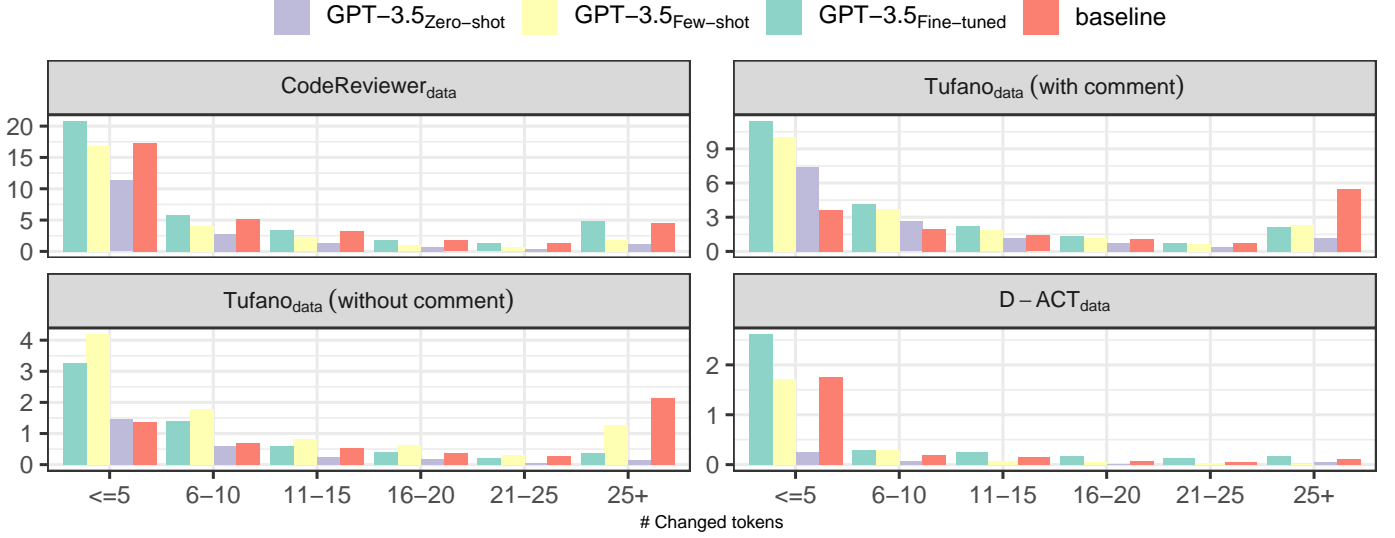 GPT−3.5Zero−shot GPT−3.5Few−shot GPT−3.5Fine−tuned baseline
CodeReviewerdata
20
15
10
5
0
Tufanodata (with comment)
9
6
3
0
Tufanodata (without comment)
4
3
2
1
0
<=5 6−10 11−15 16−20 21−25 25+
D−ACTdata
2
1
0
<=5 6−10 11−15 16−20 21−25 25+
# Changed tokens